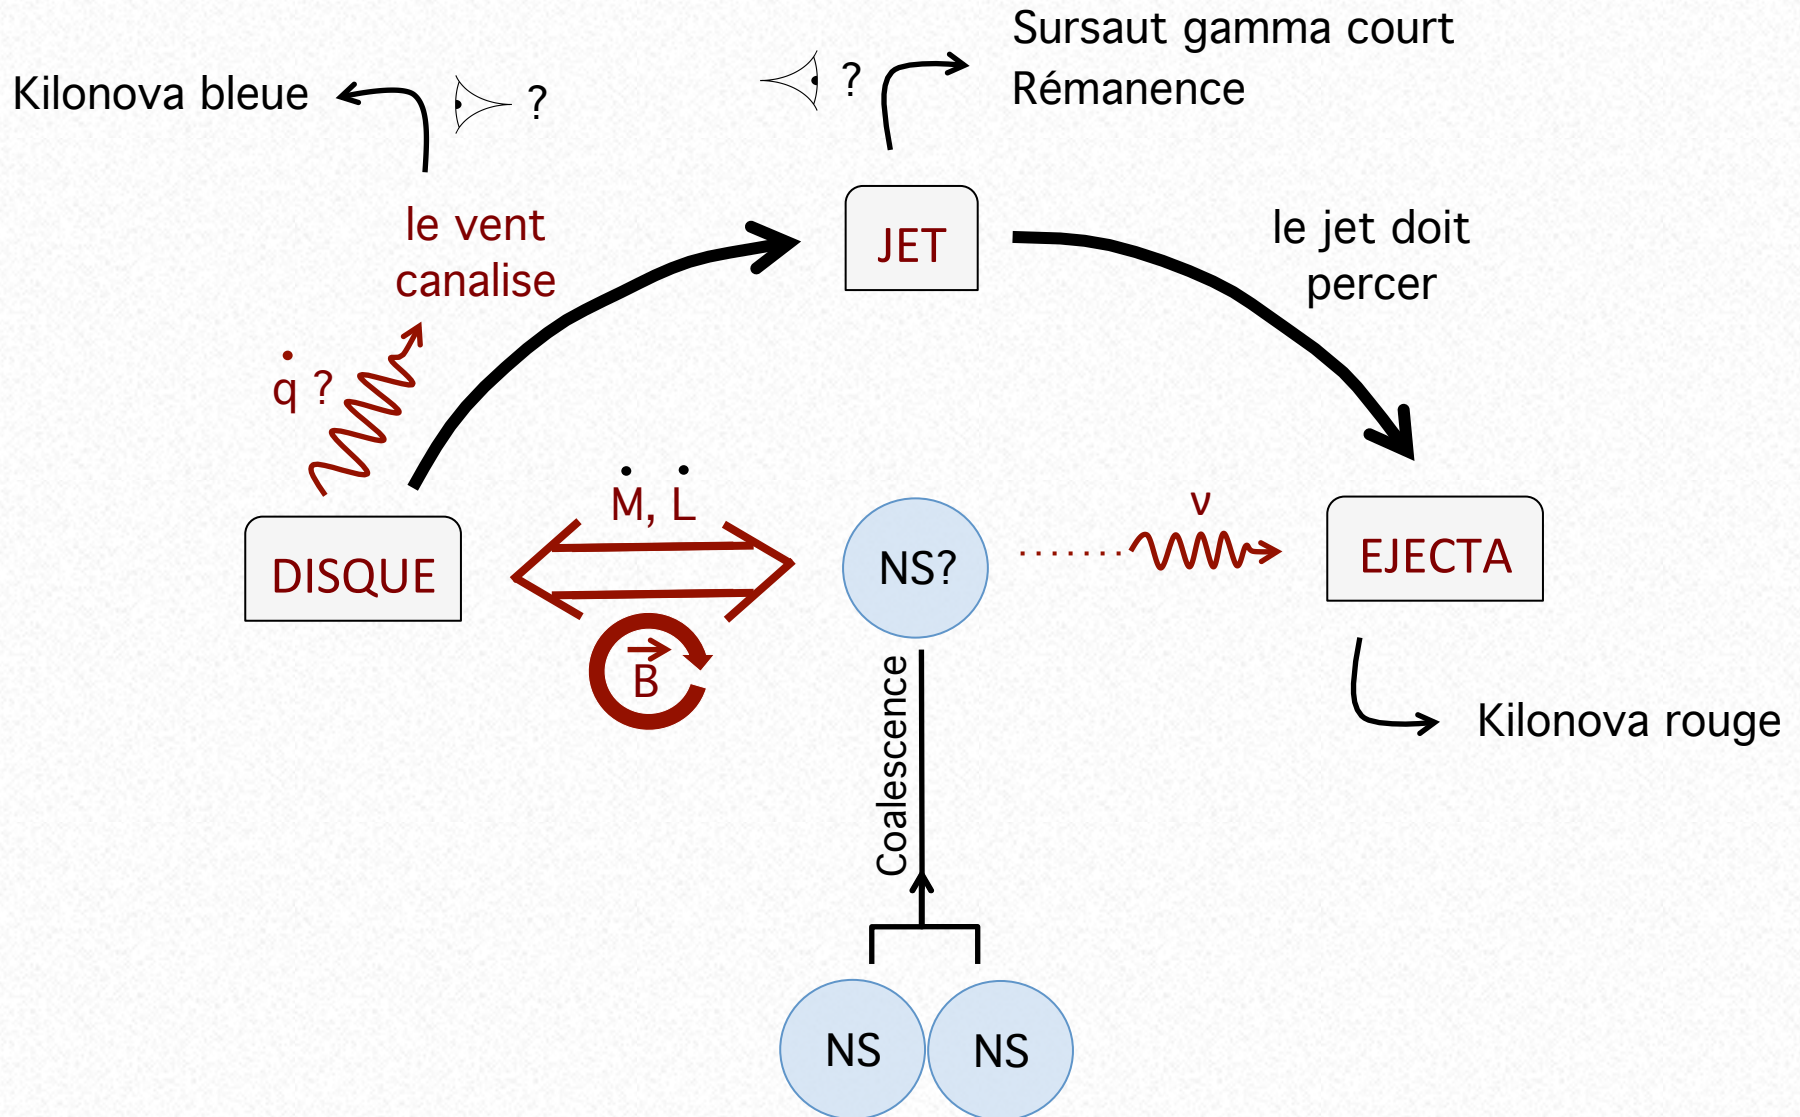 Sursaut gamma court
Rémanence
?
Kilonova bleue
?
le vent
canalise
JET
le jet doit
percer
q̇ ?
Ṁ, L̇
NS?
ν
DISQUE
EJECTA
B⃗
Coalescence
Kilonova rouge
NS
NS